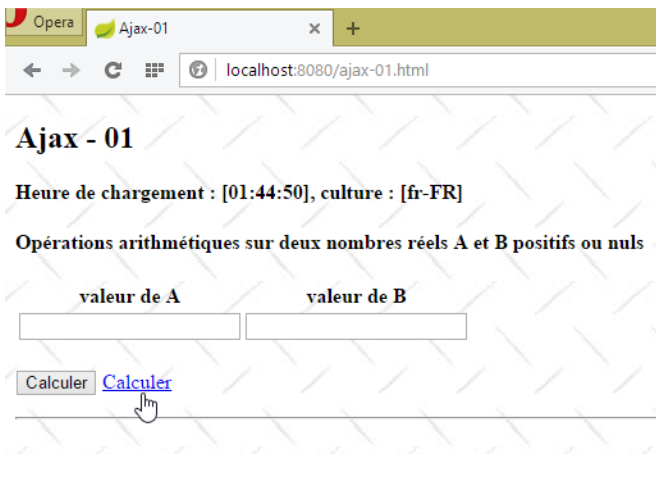 Opera
Ajax-01
localhost:8080/ajax-01.html
Ajax - 01
Heure de chargement : [01:44:50], culture : [fr-FR]
Opérations arithmétiques sur deux nombres réels A et B positifs ou nuls
valeur de A valeur de B
Calculer Calculer